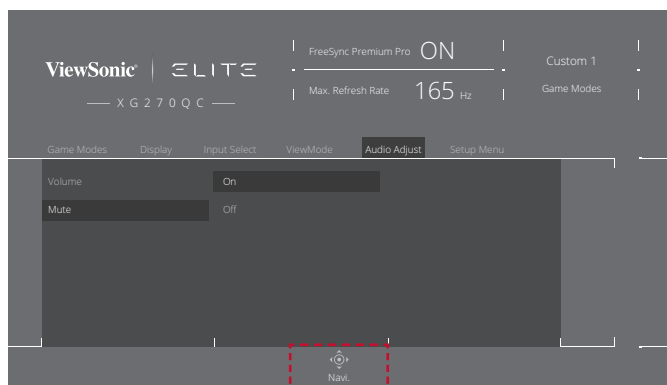 FreeSync Premium Pro ON
ViewSonic ELITE
Custom 1
Max. Refresh Rate 165 Hz
Game Modes
XG270QC
Game Modes Display Input Select ViewMode Audio Adjust Setup Menu
Volume On
Mute Off
Navi.